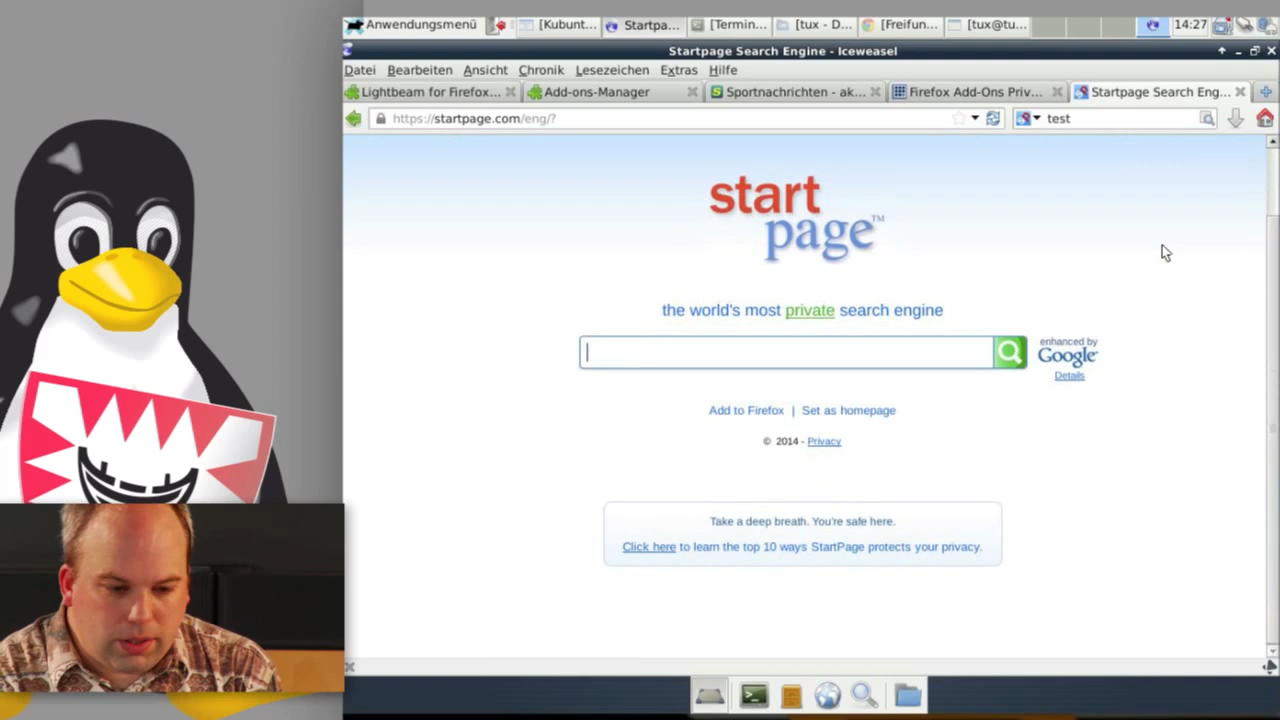 Anwendungsmenü
[Kubunt...
Startpa...
[Termin...
[tux - D...
[Freifun...
[tux@tu...
14:27
Startpage Search Engine - Iceweasel
Datei Bearbeiten Ansicht Chronik Lesezeichen Extras Hilfe
Lightbeam for Firefox...
Add-ons-Manager
Sportnachrichten - ak...
Firefox Add-Ons Priv...
Startpage Search Eng...
https://startpage.com/eng/?
test
start
page™
the world's most private search engine
enhanced by
Google
Details
Add to Firefox | Set as homepage
© 2014 - Privacy
Take a deep breath. You're safe here.
Click here to learn the top 10 ways StartPage protects your privacy.